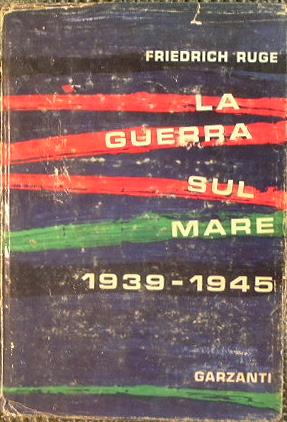 FRIEDRICH RUGE
LA
GUERRA
SUL
MARE
1939-1945
GARZANTI